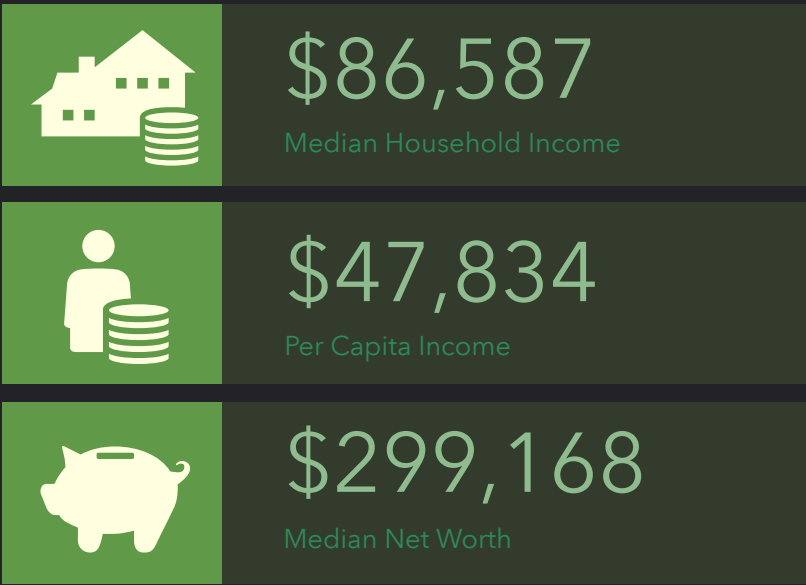 $86,587
Median Household Income
$47,834
Per Capita Income
$299,168
Median Net Worth